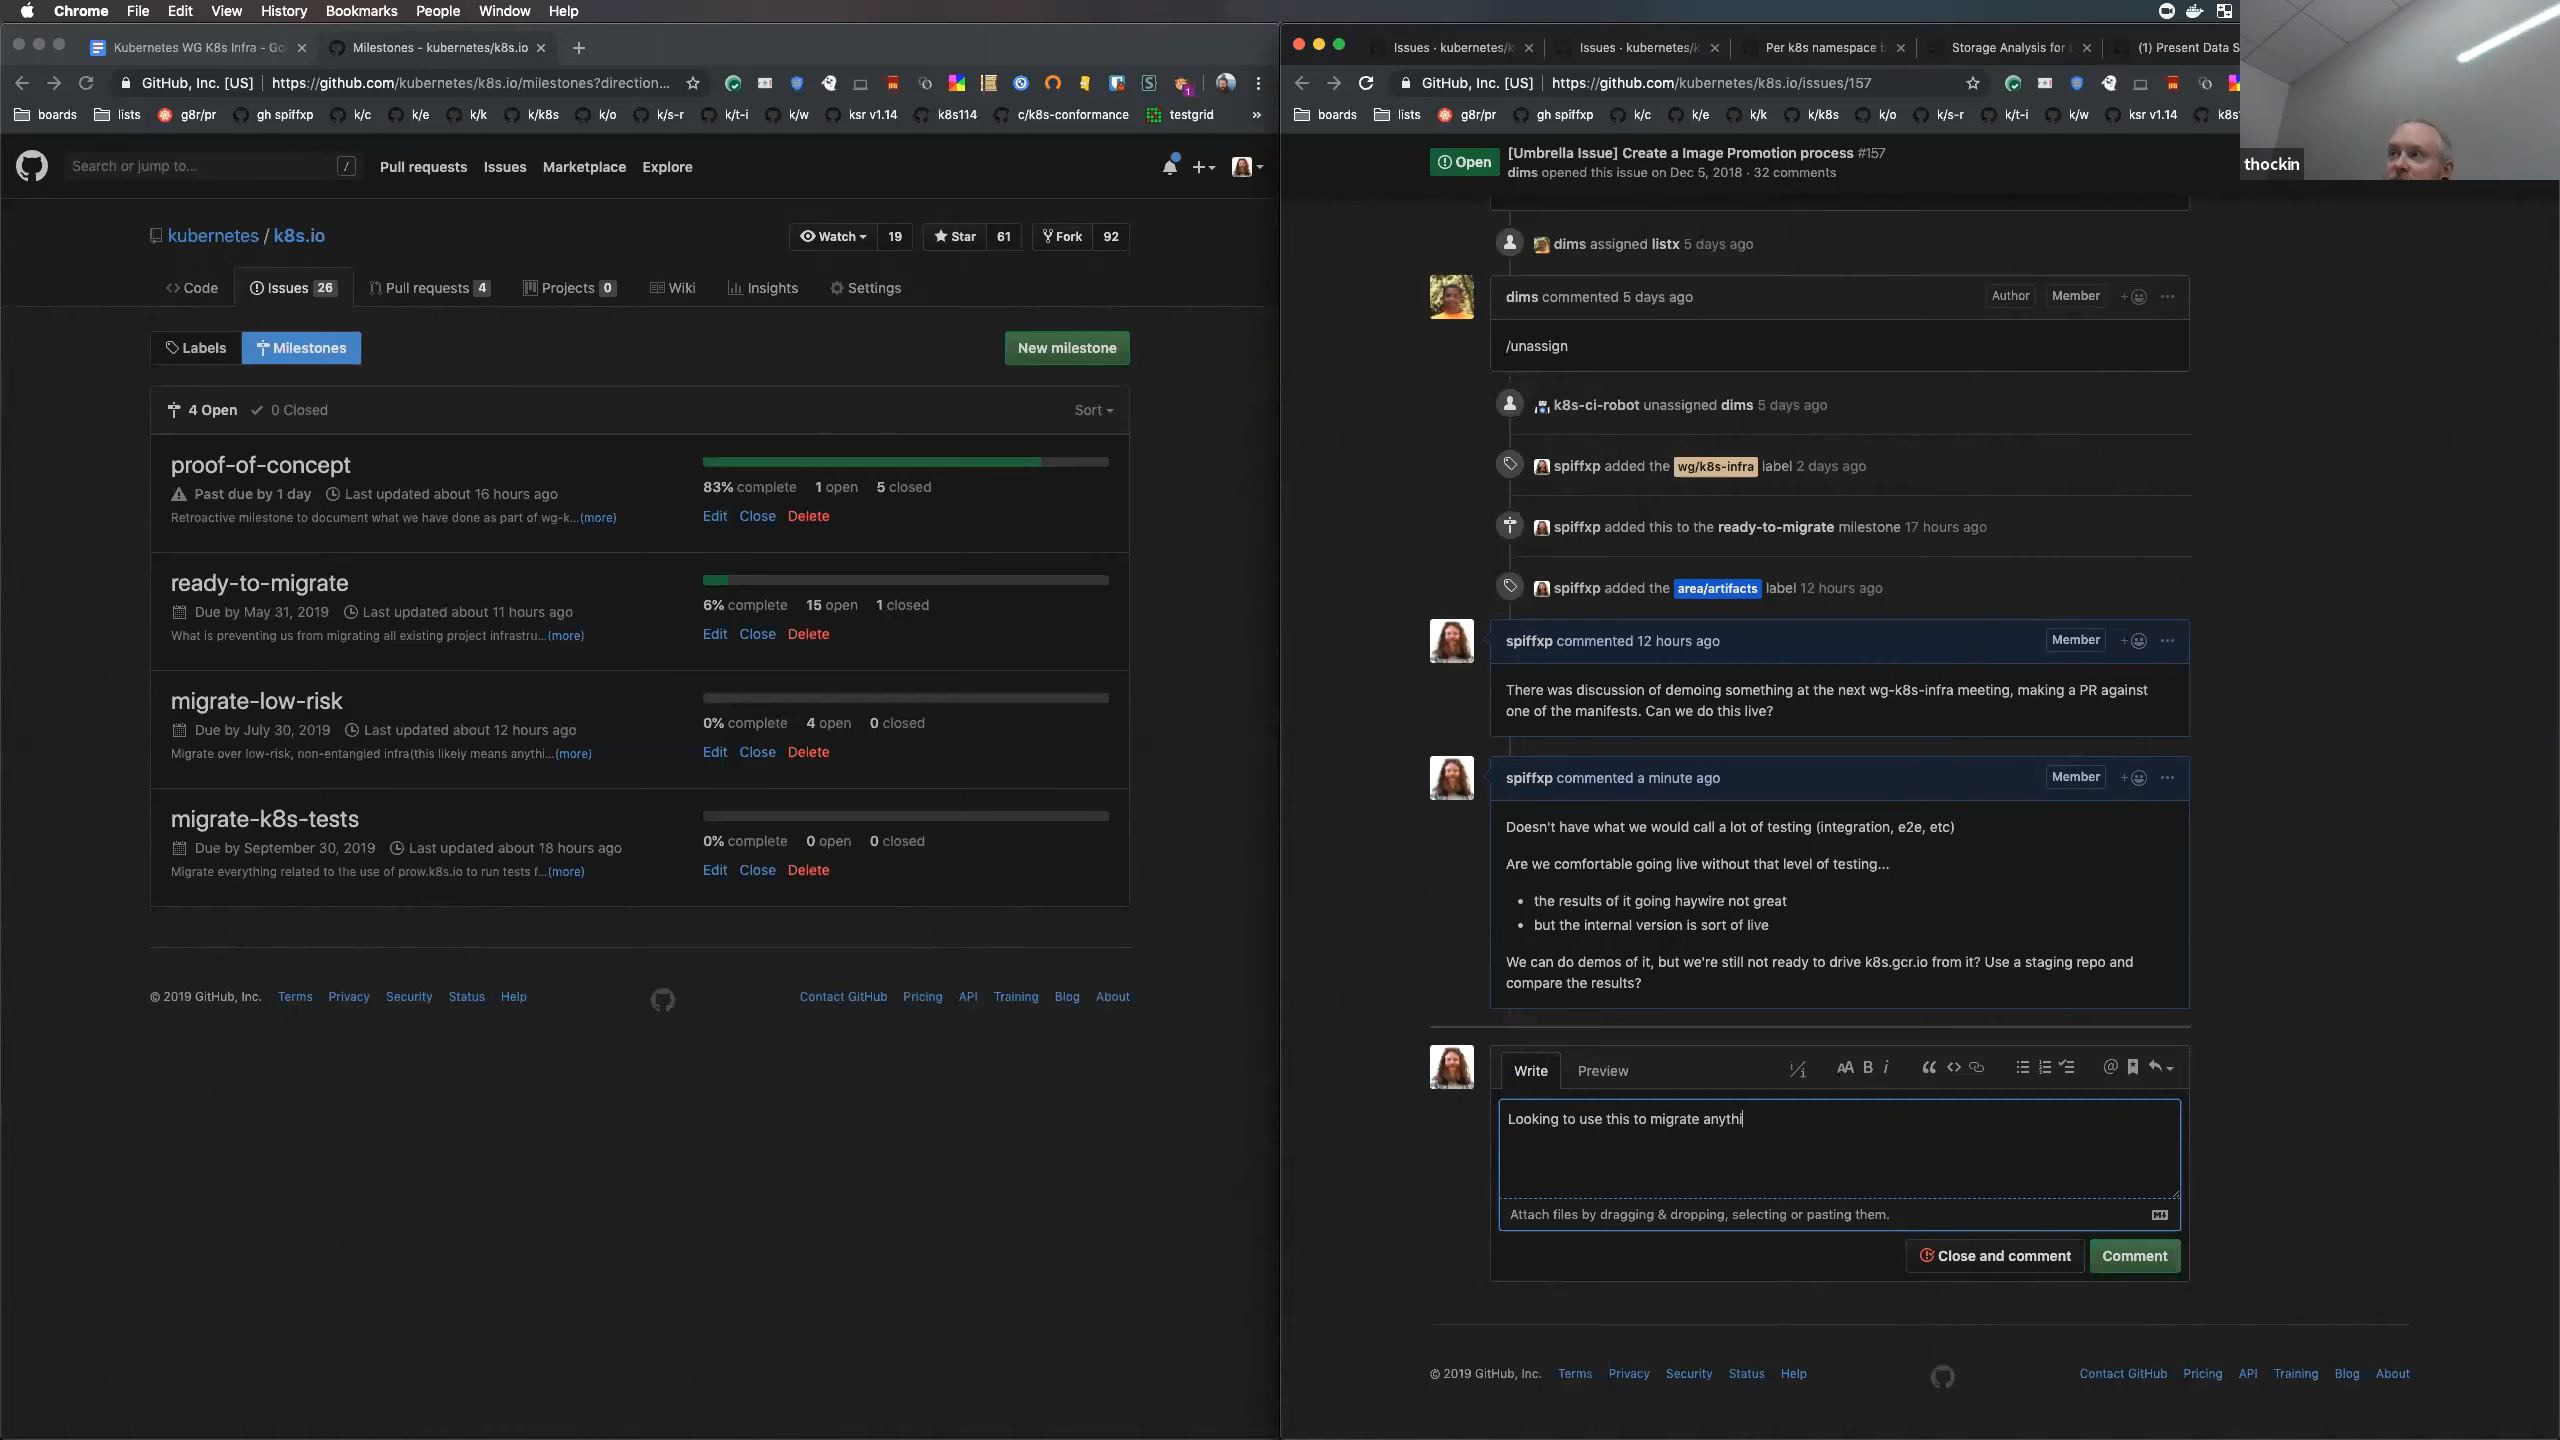 Chrome File Edit View History Bookmarks People Window Help
Kubernetes WG K8s Infra - Go
Milestones - kubernetes/k8s.io
GitHub, Inc. [US] https://github.com/kubernetes/k8s.io/milestones?direction...
boards lists g8r/pr gh spiffxp k/c k/e k/k k/k8s k/o k/s-r k/t-i k/w ksr v1.14 k8s114 c/k8s-conformance testgrid »
Search or jump to... /
Pull requests Issues Marketplace Explore
kubernetes / k8s.io
Watch 19 Star 61 Fork 92
Code Issues 26 Pull requests 4 Projects 0 Wiki Insights Settings
Labels Milestones New milestone
4 Open 0 Closed Sort
proof-of-concept
Past due by 1 day Last updated about 16 hours ago
Retroactive milestone to document what we have done as part of wg-k...(more)
83% complete 1 open 5 closed
Edit Close Delete
ready-to-migrate
Due by May 31, 2019 Last updated about 11 hours ago
What is preventing us from migrating all existing project infrastru...(more)
6% complete 15 open 1 closed
Edit Close Delete
migrate-low-risk
Due by July 30, 2019 Last updated about 12 hours ago
Migrate over low-risk, non-entangled infra(this likely means anythi...(more)
0% complete 4 open 0 closed
Edit Close Delete
migrate-k8s-tests
Due by September 30, 2019 Last updated about 18 hours ago
Migrate everything related to the use of prow.k8s.io to run tests f...(more)
0% complete 0 open 0 closed
Edit Close Delete
© 2019 GitHub, Inc. Terms Privacy Security Status Help
Contact GitHub Pricing API Training Blog About
Issues · kubernetes/k
Issues · kubernetes/k
Per k8s namespace b
Storage Analysis for
(1) Present Data S
GitHub, Inc. [US] https://github.com/kubernetes/k8s.io/issues/157
boards lists g8r/pr gh spiffxp k/c k/e k/k k/k8s k/o k/s-r k/t-i k/w ksr v1.14 k8s
thockin
Open
[Umbrella Issue] Create a Image Promotion process #157
dims opened this issue on Dec 5, 2018 · 32 comments
dims assigned listx 5 days ago
dims commented 5 days ago Author Member
/unassign
k8s-ci-robot unassigned dims 5 days ago
spiffxp added the wg/k8s-infra label 2 days ago
spiffxp added this to the ready-to-migrate milestone 17 hours ago
spiffxp added the area/artifacts label 12 hours ago
spiffxp commented 12 hours ago Member
There was discussion of demoing something at the next wg-k8s-infra meeting, making a PR against
one of the manifests. Can we do this live?
spiffxp commented a minute ago Member
Doesn't have what we would call a lot of testing (integration, e2e, etc)
Are we comfortable going live without that level of testing...
• the results of it going haywire not great
• but the internal version is sort of live
We can do demos of it, but we're still not ready to drive k8s.gcr.io from it? Use a staging repo and
compare the results?
Write Preview
Looking to use this to migrate anythi
Attach files by dragging & dropping, selecting or pasting them.
Close and comment Comment
© 2019 GitHub, Inc. Terms Privacy Security Status Help
Contact GitHub Pricing API Training Blog About